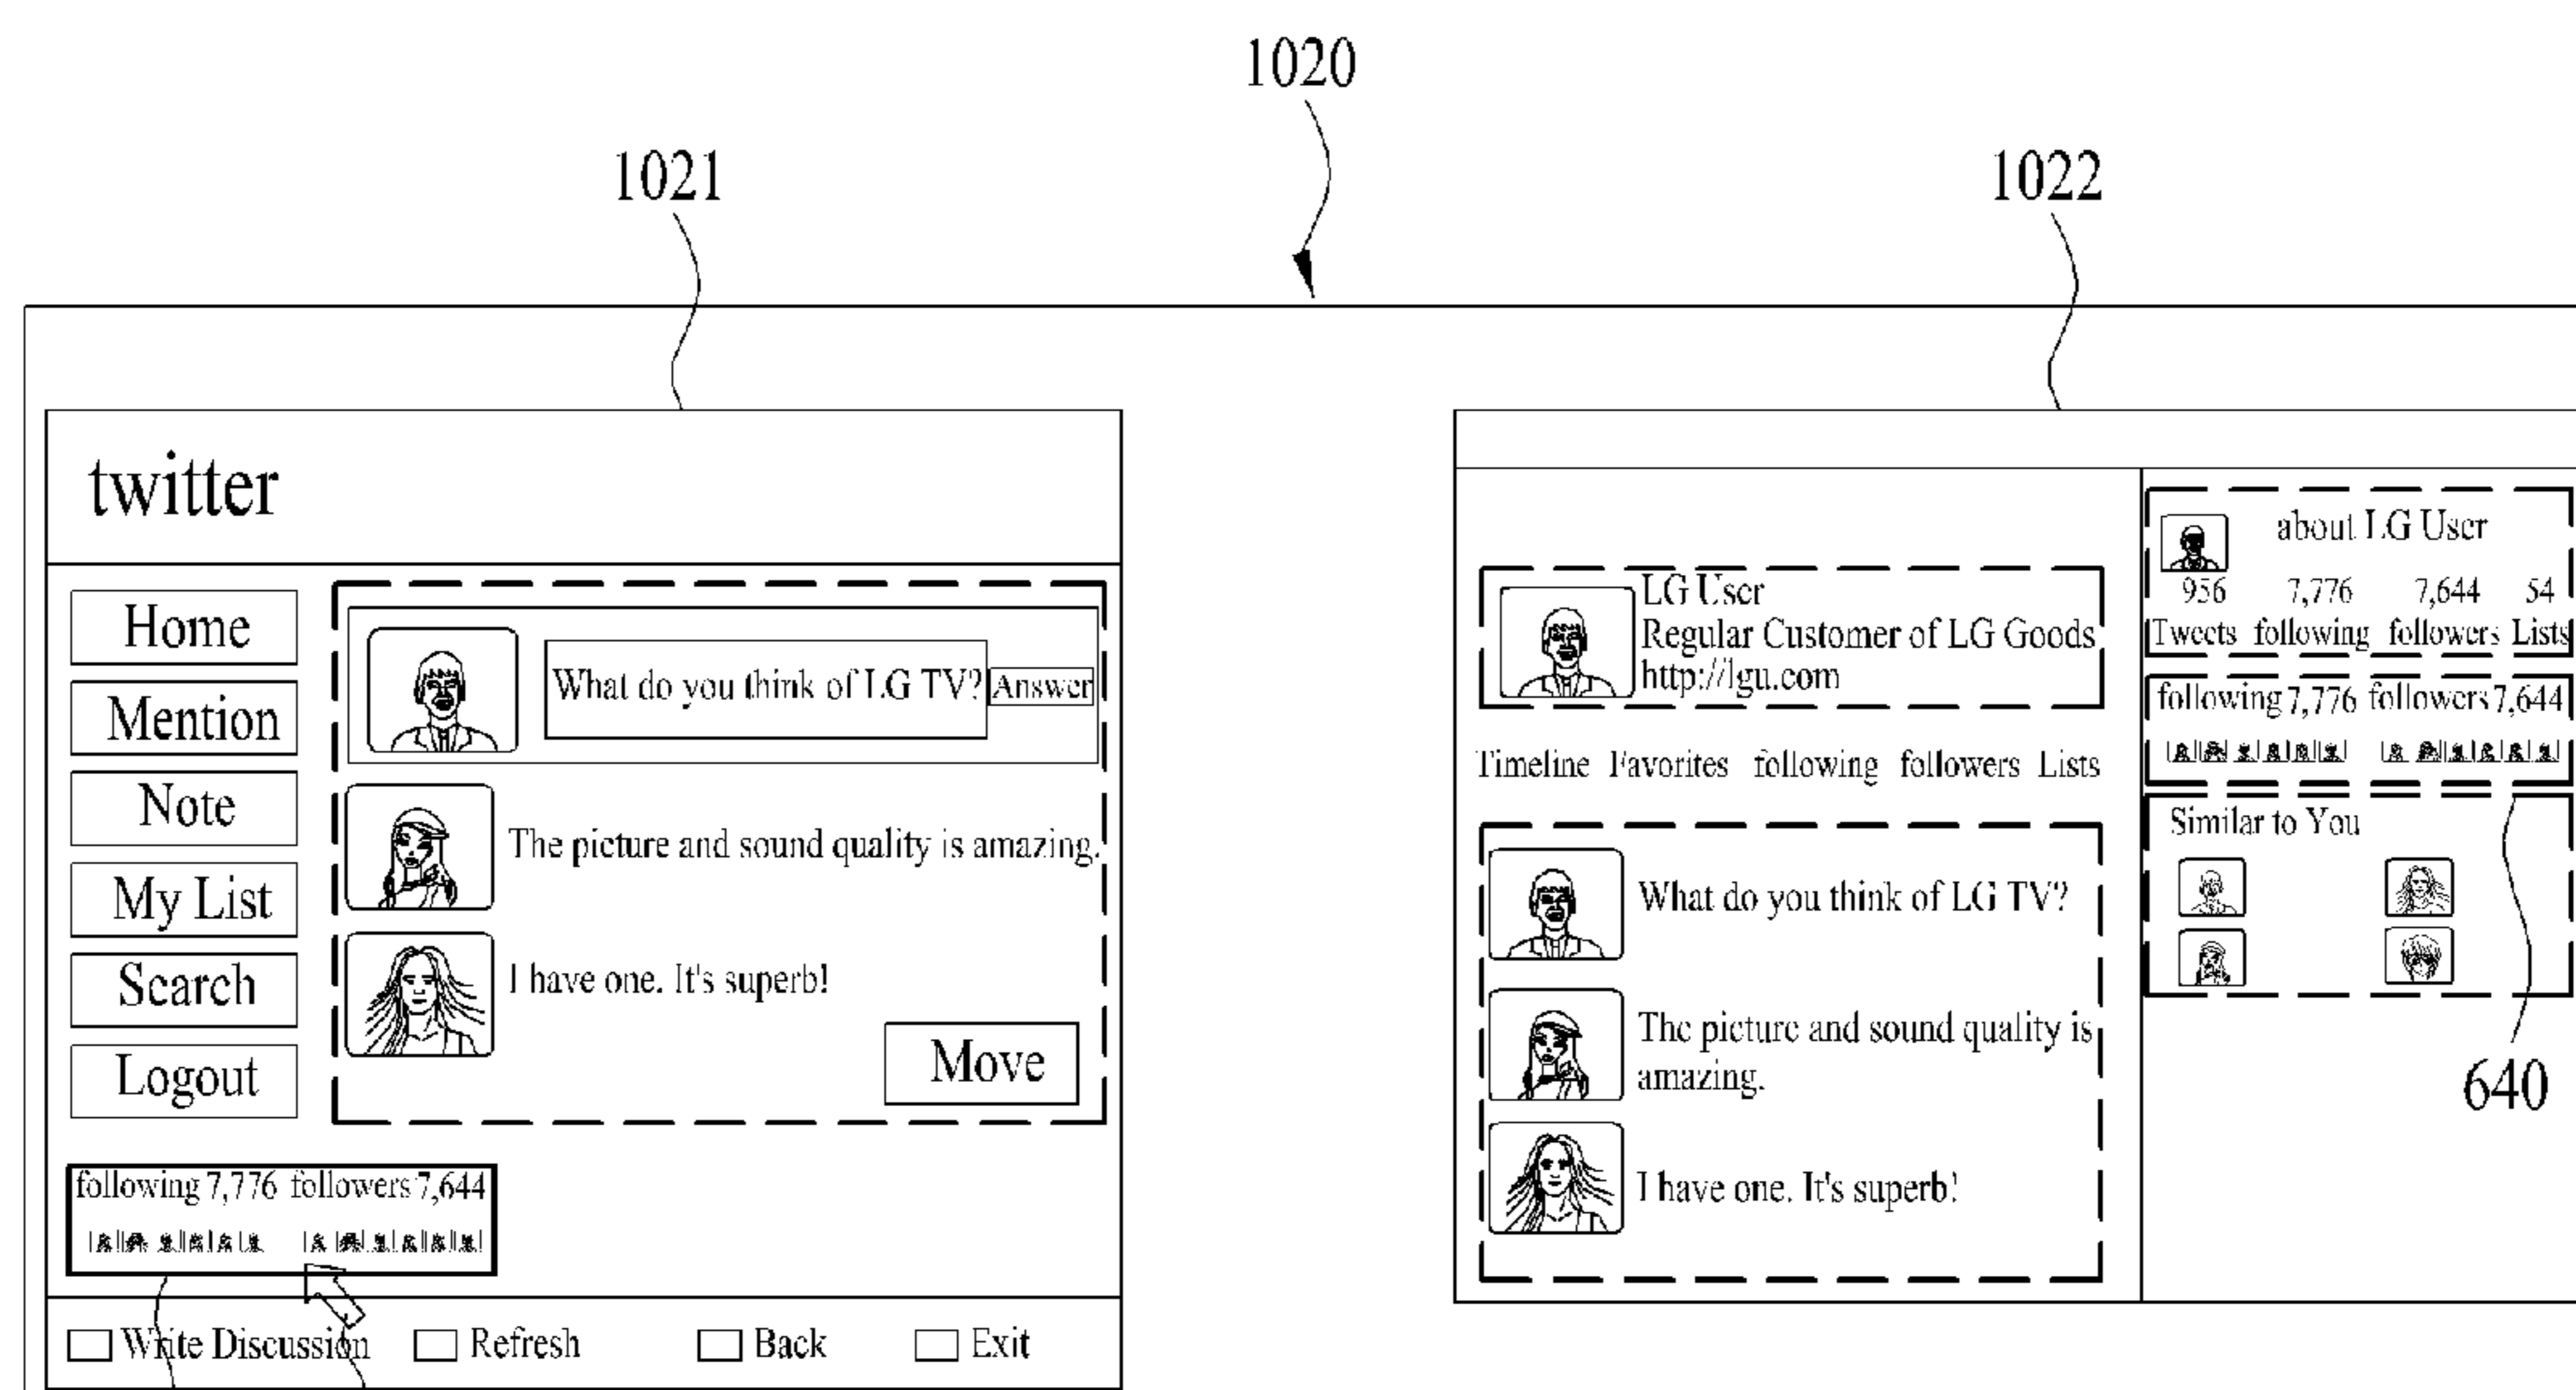 1020
1021
1022
twitter
Home
Mention
Note
My List
Search
Logout
What do you think of LG TV? Answer
The picture and sound quality is amazing.
I have one. It's superb!
Move
following 7,776 followers 7,644
Write Discussion Refresh Back Exit
LG User
Regular Customer of LG Goods
http://lgu.com
Timeline Favorites following followers Lists
What do you think of LG TV?
The picture and sound quality is
amazing.
I have one. It's superb!
about LG User
956 7,776 7,644 54
Tweets following followers Lists
following 7,776 followers 7,644
Similar to You
640